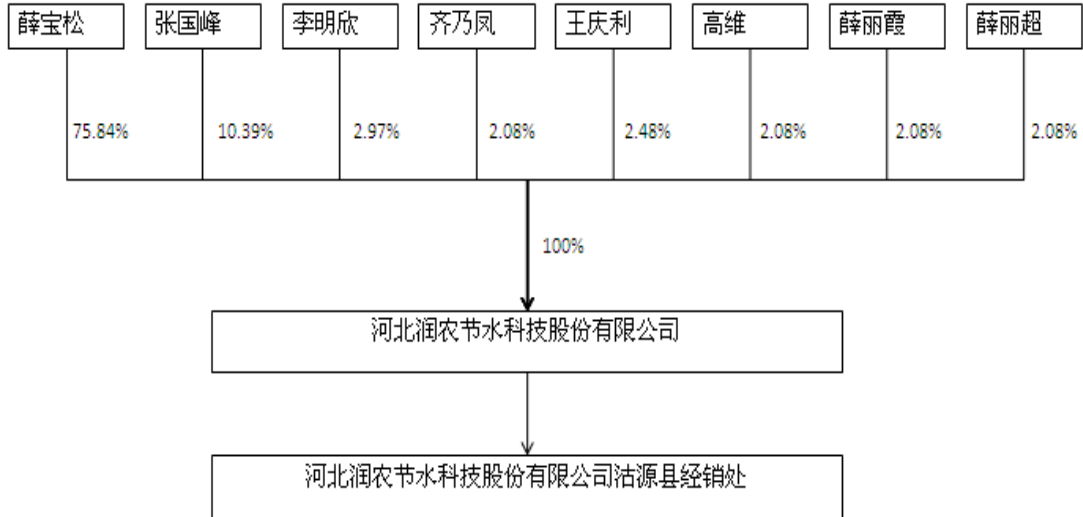 薛宝松 张国峰 李明欣 齐乃凤 王庆利 高维 薛丽霞 薛丽超
75.84% 10.39% 2.97% 2.08% 2.48% 2.08% 2.08% 2.08%
100%
河北润农节水科技股份有限公司
河北润农节水科技股份有限公司沽源县经销处